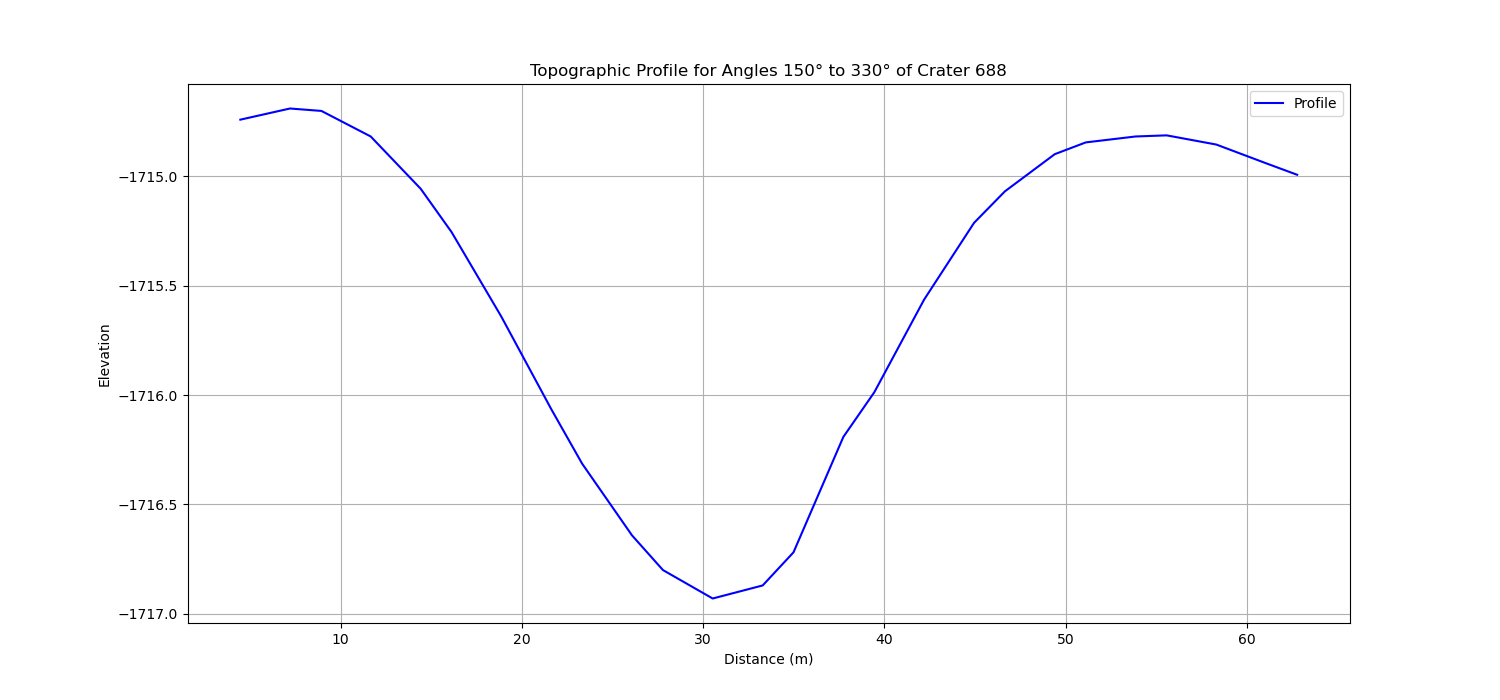 Topographic Profile for Angles 150° to 330° of Crater 688
Profile
−1715.0
−1715.5
−1716.0
−1716.5
−1717.0
Elevation
10 20 30 40 50 60
Distance (m)